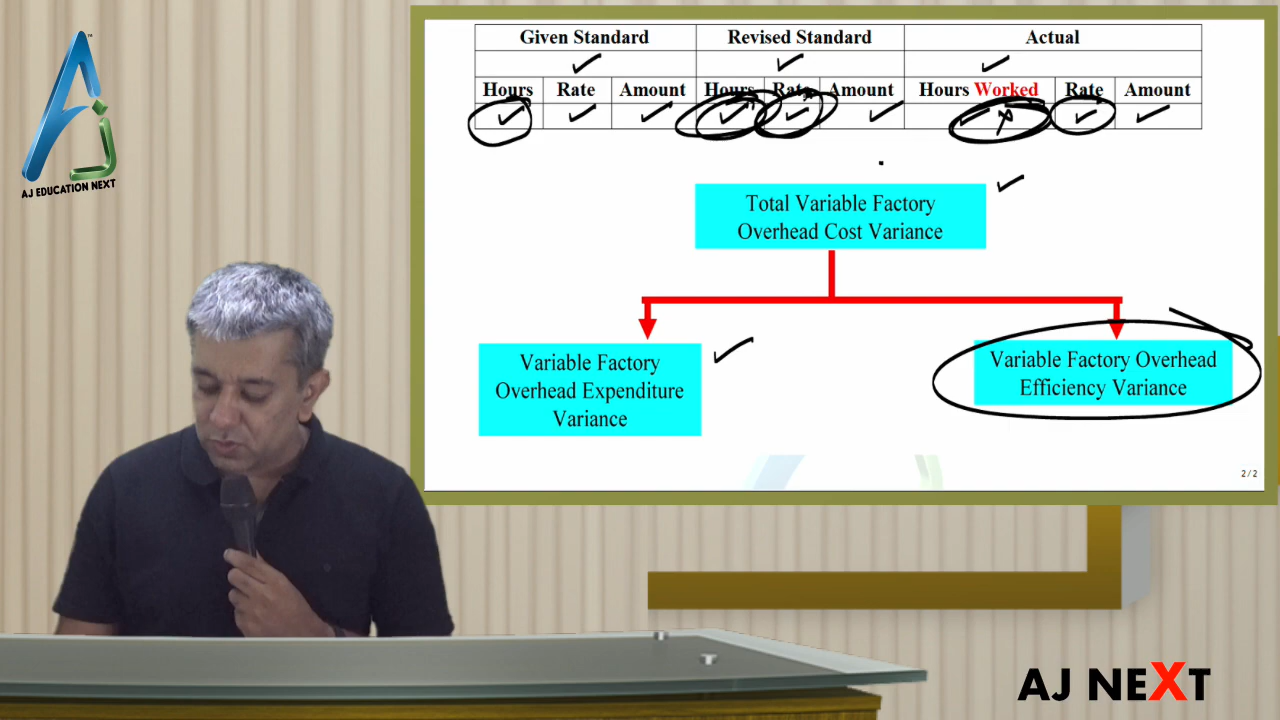 AJ EDUCATION NEXT
Given Standard Revised Standard Actual
Hours Rate Amount Hours Rate Amount Hours Worked Rate Amount
Total Variable Factory
Overhead Cost Variance
Variable Factory
Overhead Expenditure
Variance
Variable Factory Overhead
Efficiency Variance
2/2
AJ NEXT